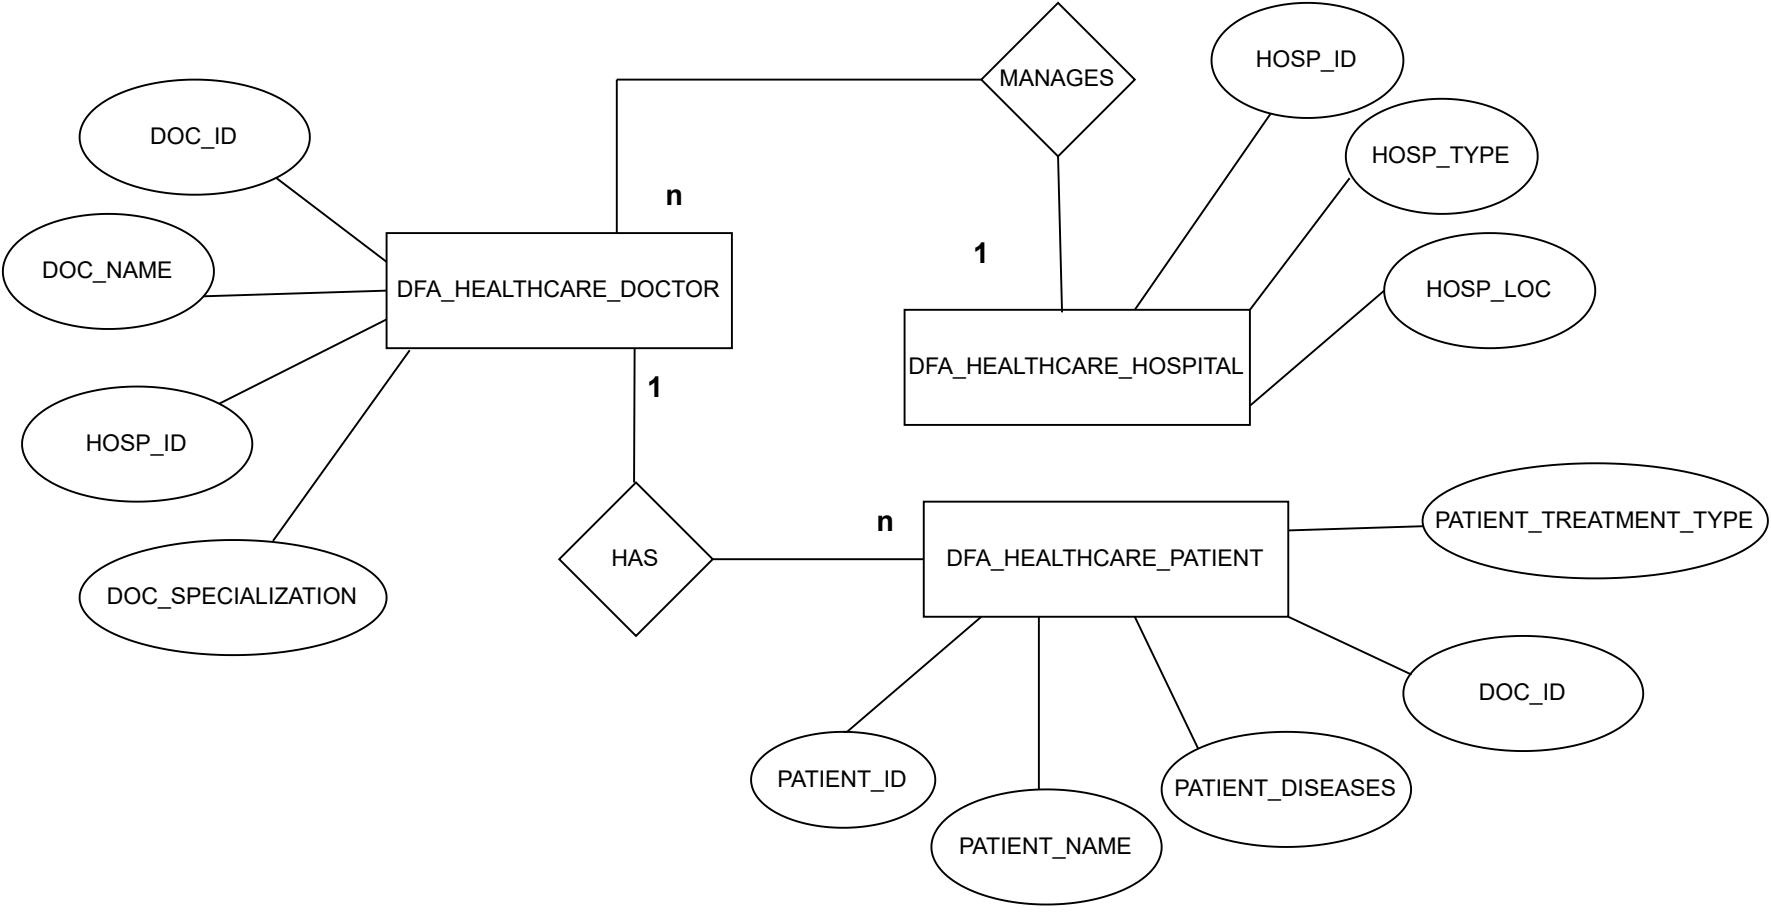 HOSP_ID
MANAGES
DOC_ID
HOSP_TYPE
n
1
DOC_NAME
DFA_HEALTHCARE_DOCTOR
HOSP_LOC
DFA_HEALTHCARE_HOSPITAL
1
HOSP_ID
n
PATIENT_TREATMENT_TYPE
HAS
DFA_HEALTHCARE_PATIENT
DOC_SPECIALIZATION
DOC_ID
PATIENT_ID
PATIENT_DISEASES
PATIENT_NAME